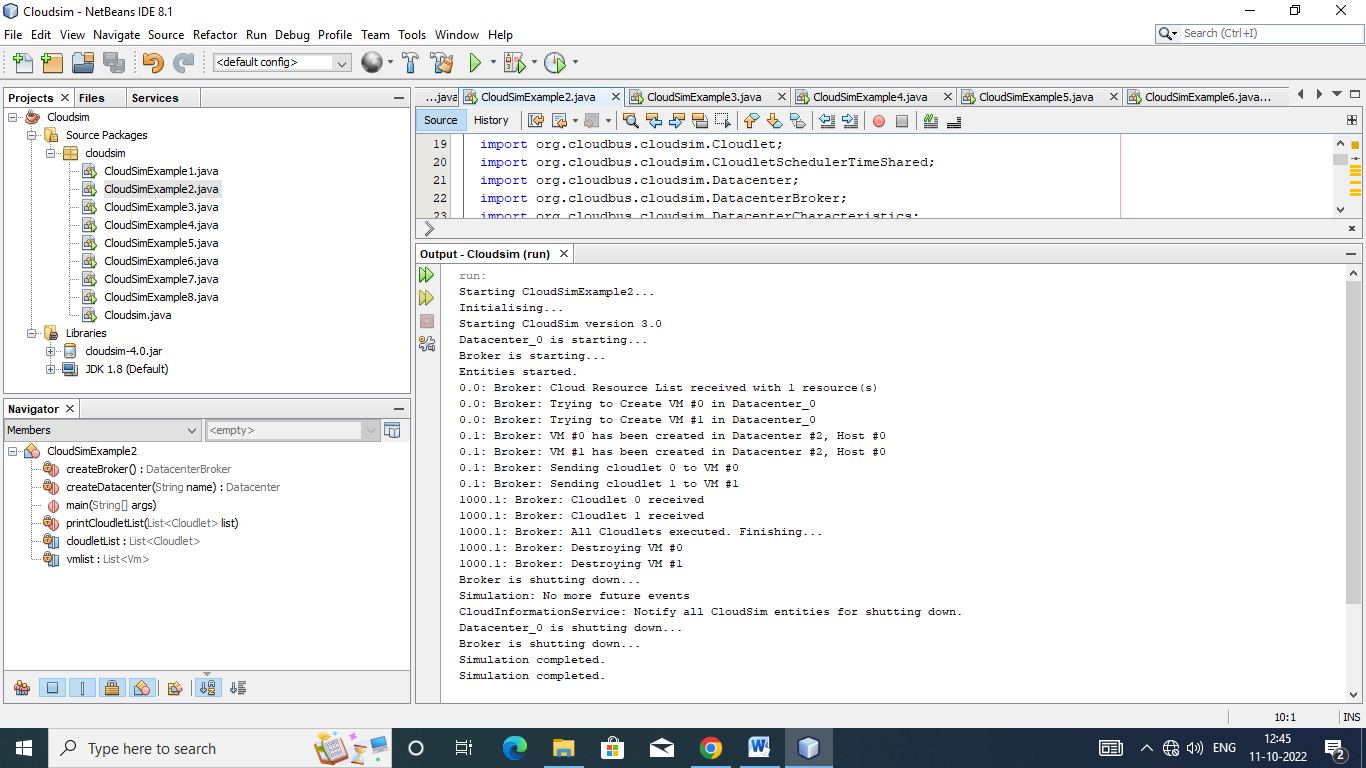 Cloudsim - NetBeans IDE 8.1
File Edit View Navigate Source Refactor Run Debug Profile Team Tools Window Help
Search (Ctrl+I)
<default config>
Projects Files Services
Cloudsim
Source Packages
cloudsim
CloudSimExample1.java
CloudSimExample2.java
CloudSimExample3.java
CloudSimExample4.java
CloudSimExample5.java
CloudSimExample6.java
CloudSimExample7.java
CloudSimExample8.java
Cloudsim.java
Libraries
cloudsim-4.0.jar
JDK 1.8 (Default)
Navigator
Members
<empty>
CloudSimExample2
createBroker() : DatacenterBroker
createDatacenter(String name) : Datacenter
main(String[] args)
printCloudletList(List<Cloudlet> list)
cloudletList : List<Cloudlet>
vmlist : List<Vm>
...java CloudSimExample2.java CloudSimExample3.java CloudSimExample4.java CloudSimExample5.java CloudSimExample6.java...
Source History
19 import org.cloudbus.cloudsim.Cloudlet;
20 import org.cloudbus.cloudsim.CloudletSchedulerTimeShared;
21 import org.cloudbus.cloudsim.Datacenter;
22 import org.cloudbus.cloudsim.DatacenterBroker;
23 import org.cloudbus.cloudsim.DatacenterCharacteristics;
Output - Cloudsim (run)
run:
Starting CloudSimExample2...
Initialising...
Starting CloudSim version 3.0
Datacenter_0 is starting...
Broker is starting...
Entities started.
0.0: Broker: Cloud Resource List received with 1 resource(s)
0.0: Broker: Trying to Create VM #0 in Datacenter_0
0.0: Broker: Trying to Create VM #1 in Datacenter_0
0.1: Broker: VM #0 has been created in Datacenter #2, Host #0
0.1: Broker: VM #1 has been created in Datacenter #2, Host #0
0.1: Broker: Sending cloudlet 0 to VM #0
0.1: Broker: Sending cloudlet 1 to VM #1
1000.1: Broker: Cloudlet 0 received
1000.1: Broker: Cloudlet 1 received
1000.1: Broker: All Cloudlets executed. Finishing...
1000.1: Broker: Destroying VM #0
1000.1: Broker: Destroying VM #1
Broker is shutting down...
Simulation: No more future events
CloudInformationService: Notify all CloudSim entities for shutting down.
Datacenter_0 is shutting down...
Broker is shutting down...
Simulation completed.
Simulation completed.
10:1 INS
Type here to search
ENG
12:45
11-10-2022
2